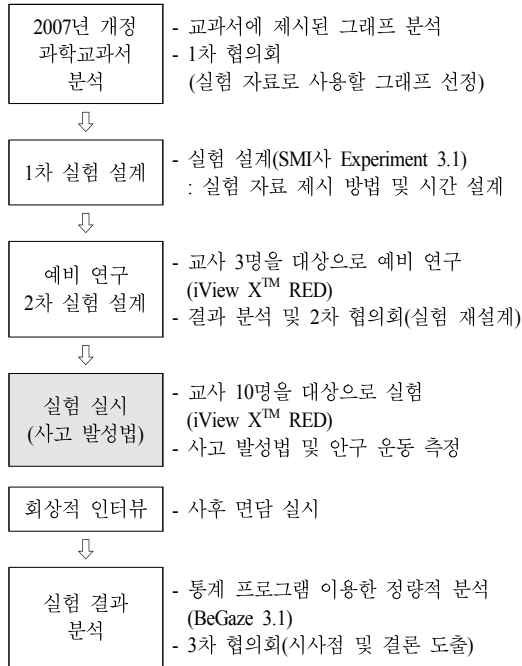 2007년 개정
과학교과서
분석
- 교과서에 제시된 그래프 분석
- 1차 협의회
(실험 자료로 사용할 그래프 선정)
1차 실험 설계
- 실험 설계(SMI사 Experiment 3.1)
: 실험 자료 제시 방법 및 시간 설계
예비 연구
2차 실험 설계
- 교사 3명을 대상으로 예비 연구
(iView X™ RED)
- 결과 분석 및 2차 협의회(실험 재설계)
실험 실시
(사고 발성법)
- 교사 10명을 대상으로 실험
(iView X™ RED)
- 사고 발성법 및 안구 운동 측정
회상적 인터뷰
- 사후 면담 실시
실험 결과
분석
- 통계 프로그램 이용한 정량적 분석
(BeGaze 3.1)
- 3차 협의회(시사점 및 결론 도출)